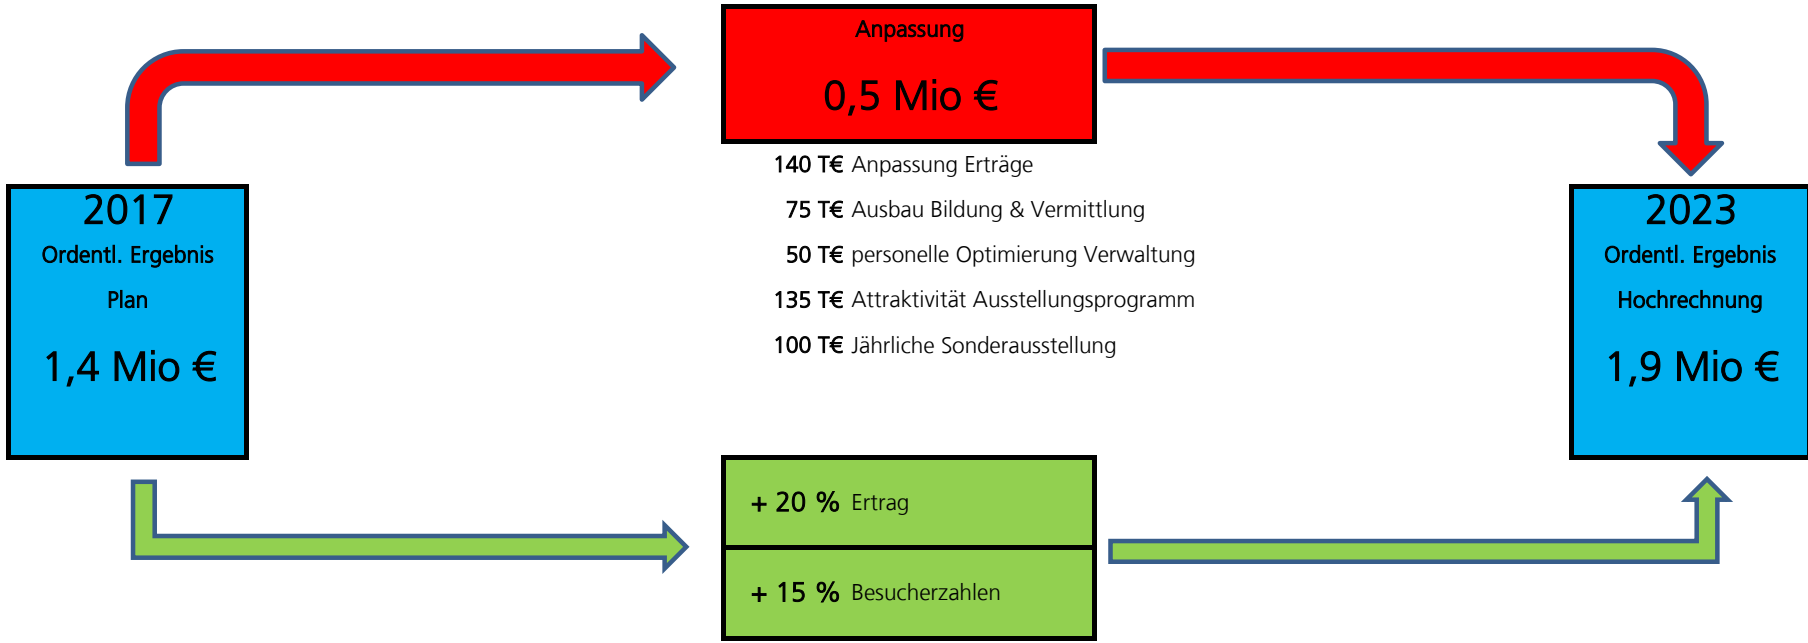 Anpassung
0,5 Mio €
140 T€ Anpassung Erträge
75 T€ Ausbau Bildung & Vermittlung
50 T€ personelle Optimierung Verwaltung
135 T€ Attraktivität Ausstellungsprogramm
100 T€ Jährliche Sonderausstellung
2017
Ordentl. Ergebnis
Plan
1,4 Mio €
2023
Ordentl. Ergebnis
Hochrechnung
1,9 Mio €
+ 20 % Ertrag
+ 15 % Besucherzahlen